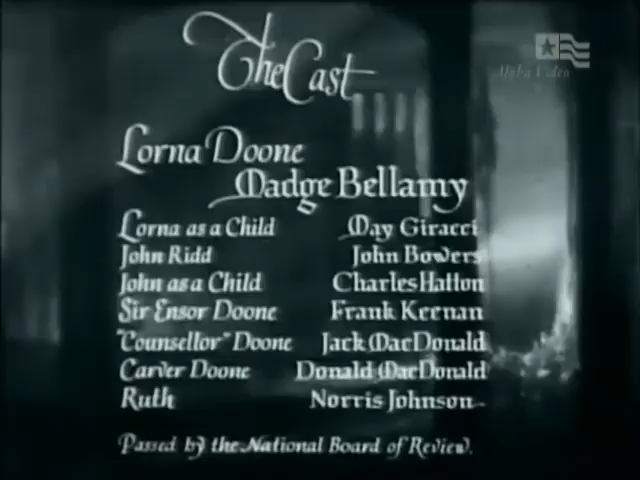 The Cast
Alpha Video
Lorna Doone
Madge Bellamy
Lorna as a Child May Giracci
John Ridd John Bowers
John as a Child Charles Hatton
Sir Ensor Doone Frank Keenan
"Counsellor" Doone Jack MacDonald
Carver Doone Donald MacDonald
Ruth Norris Johnson
Passed by the National Board of Review.